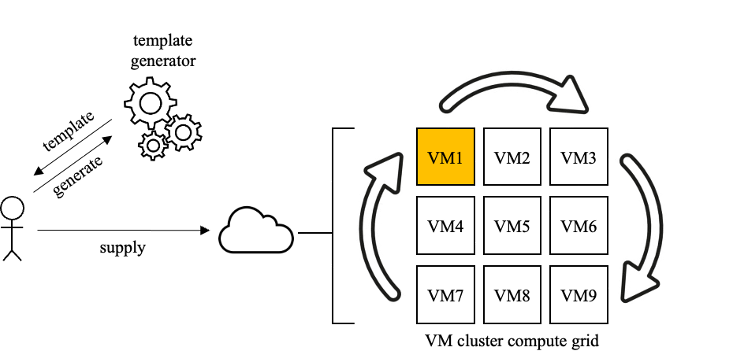 template
generator
template
generate
supply
VM1 VM2 VM3
VM4 VM5 VM6
VM7 VM8 VM9
VM cluster compute grid